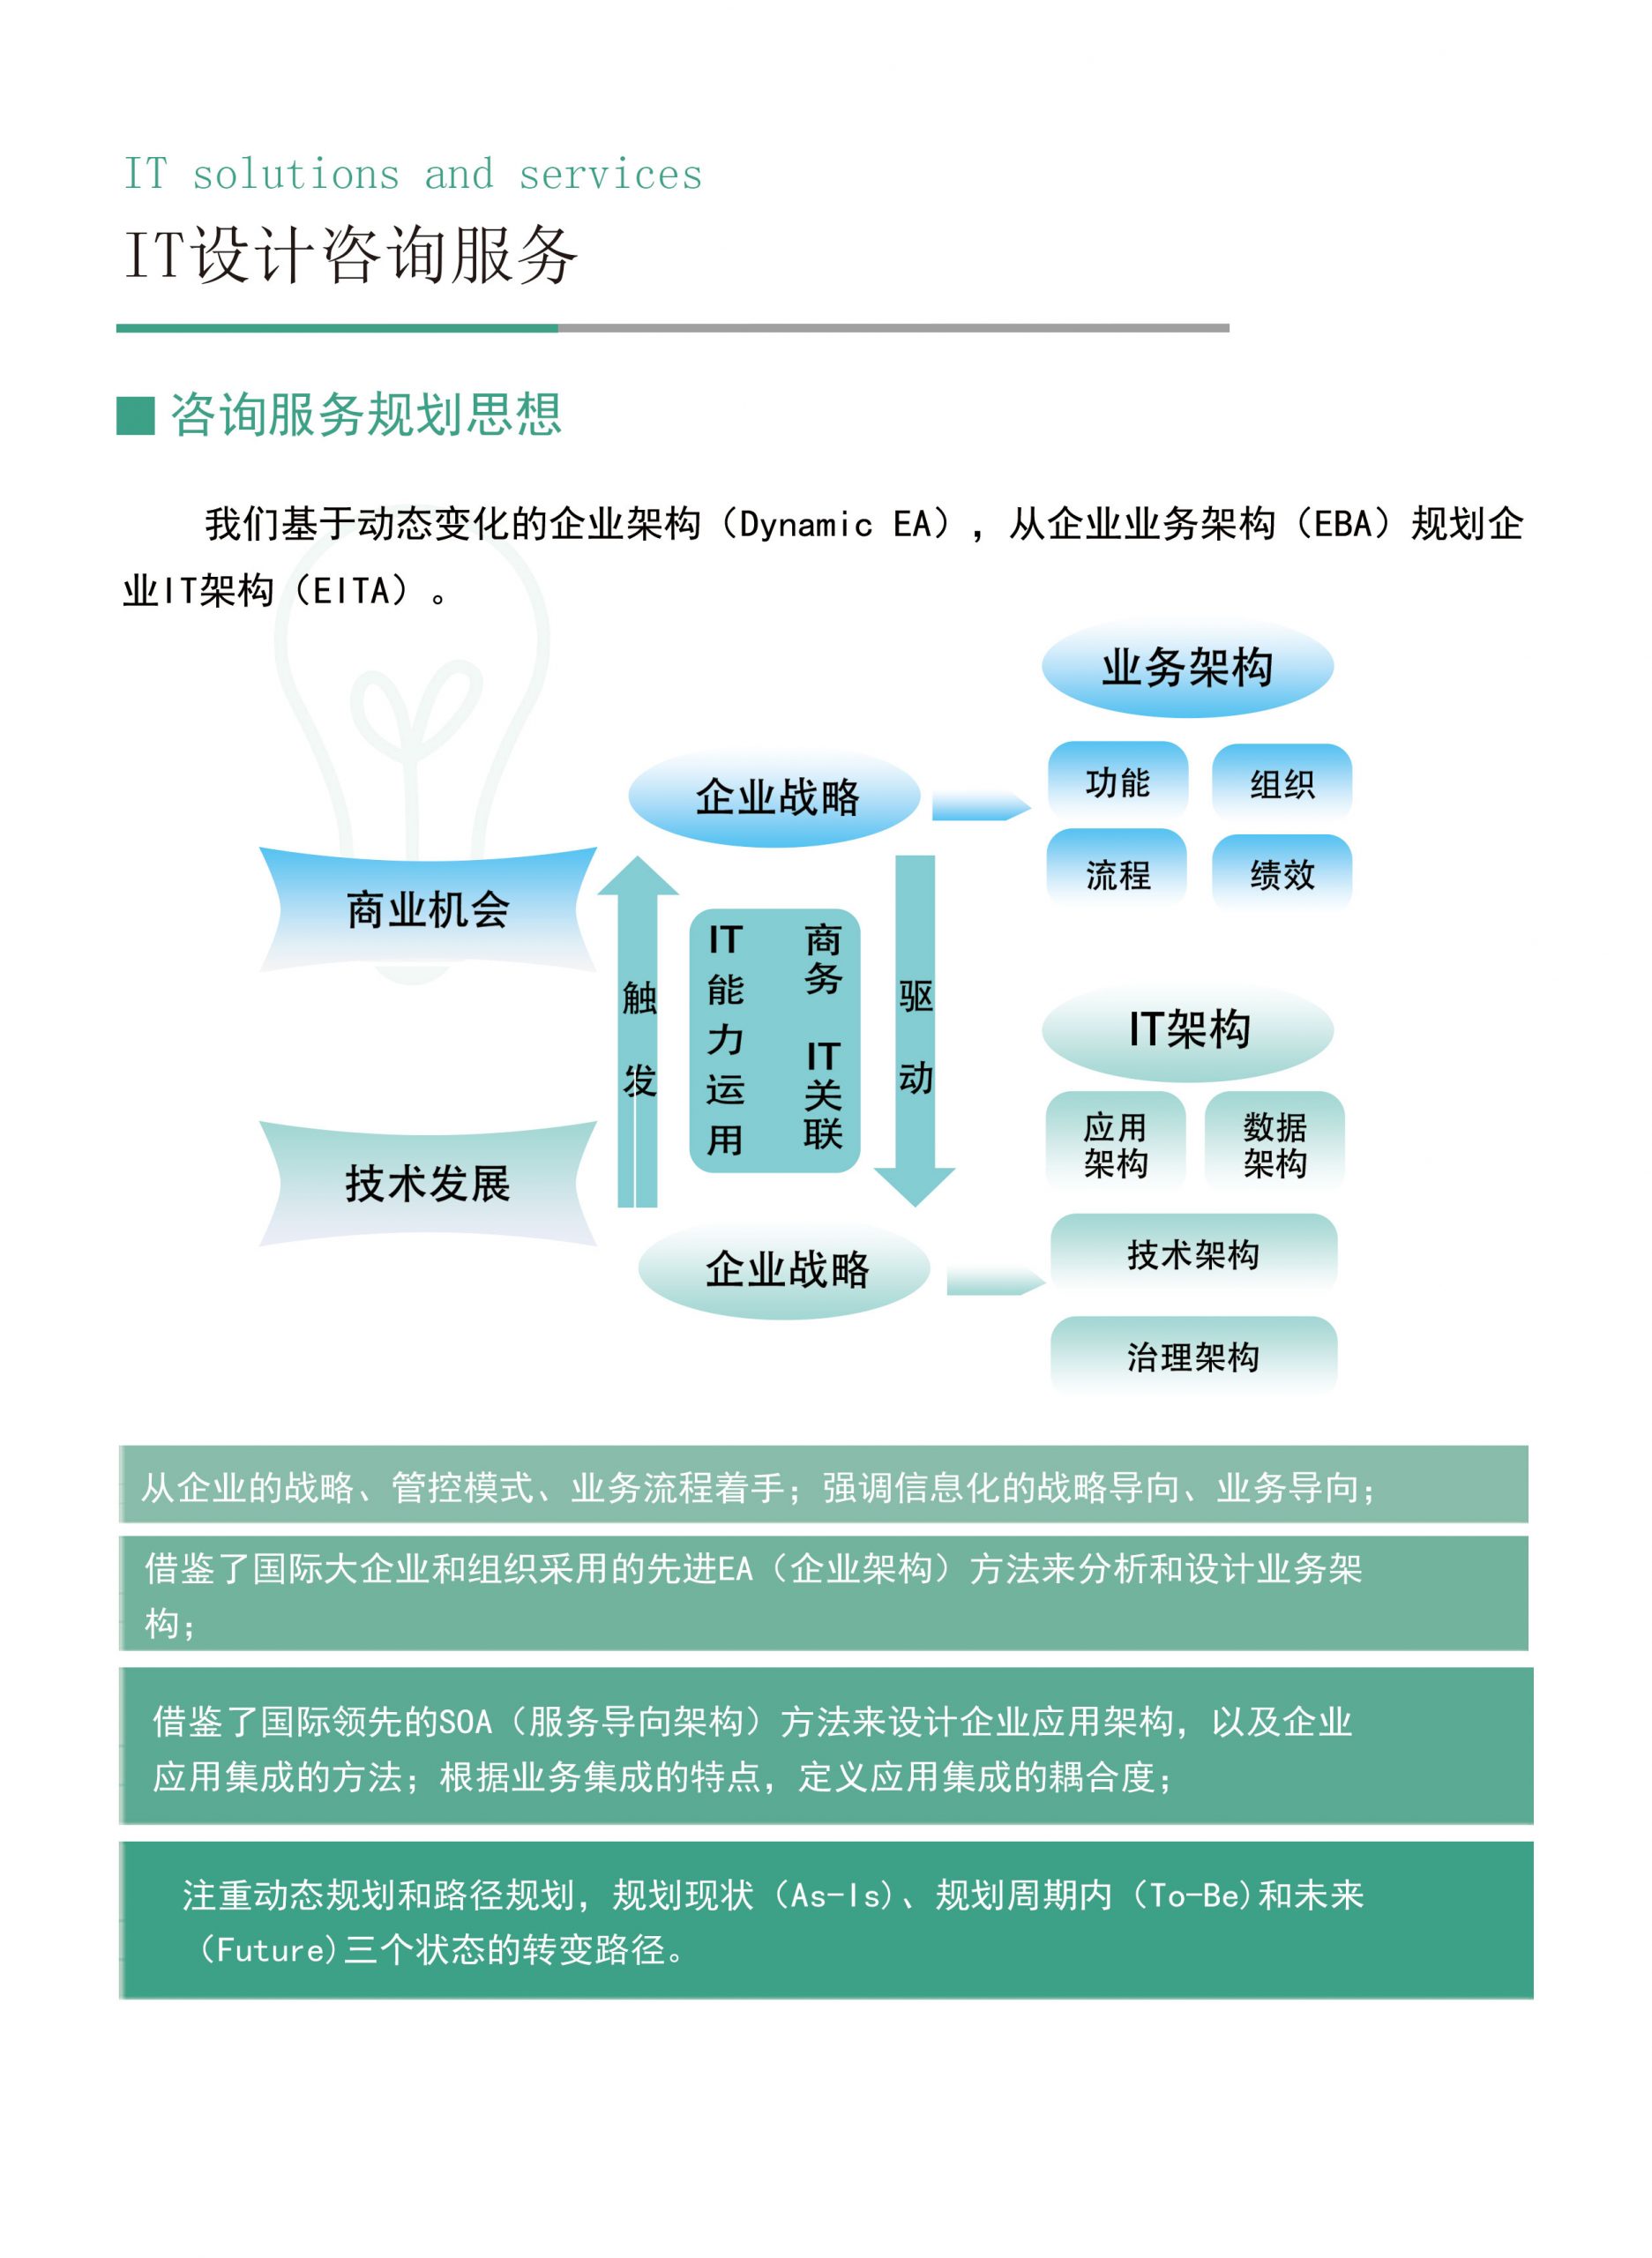 IT solutions and services
IT设计咨询服务
咨询服务规划思想
我们基于动态变化的企业架构（Dynamic EA），从企业业务架构（EBA）规划企
业IT架构（EITA）。
业务架构
企业战略
功能
组织
流程
绩效
商业机会
触发
IT能力运用
商务 IT关联
驱动
IT架构
应用
架构
数据
架构
技术发展
企业战略
技术架构
治理架构
从企业的战略、管控模式、业务流程着手；强调信息化的战略导向、业务导向；
借鉴了国际大企业和组织采用的先进EA（企业架构）方法来分析和设计业务架
构；
借鉴了国际领先的SOA（服务导向架构）方法来设计企业应用架构，以及企业
应用集成的方法；根据业务集成的特点，定义应用集成的耦合度；
注重动态规划和路径规划，规划现状（As-Is)、规划周期内（To-Be)和未来
（Future)三个状态的转变路径。